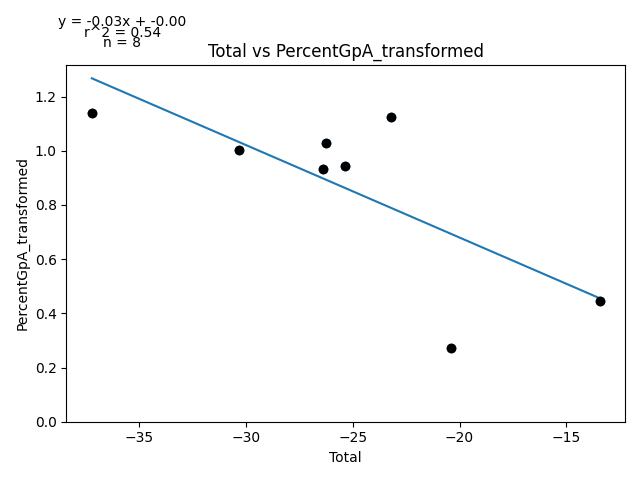 y = -0.03x + -0.00
r^2 = 0.54
n = 8
Total vs PercentGpA_transformed
1.2
1.0
0.8
0.6
0.4
0.2
0.0
PercentGpA_transformed
−35 −30 −25 −20 −15
Total